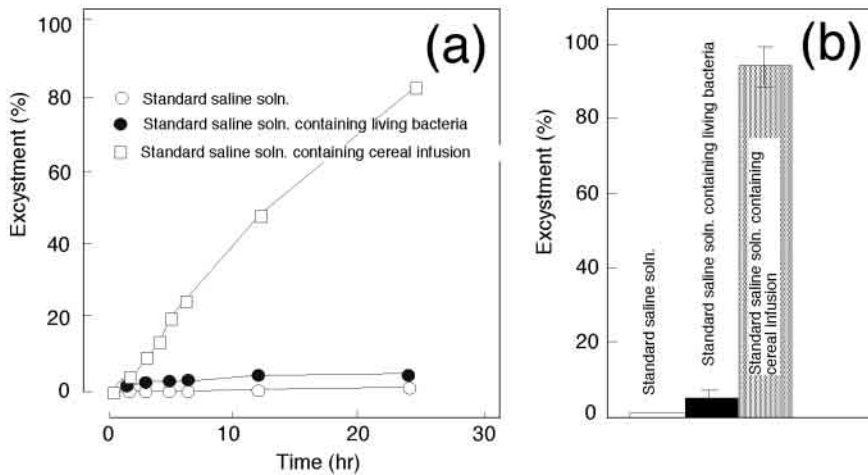 (a)
100
80
60
40
20
0
Excystment (%)
Standard saline soln.
Standard saline soln. containing living bacteria
Standard saline soln. containing cereal infusion
0
10
20
30
Time (hr)
(b)
100
80
60
40
20
0
Excystment (%)
Standard saline soln.
Standard saline soln. containing living bacteria
Standard saline soln. containing
cereal infusion